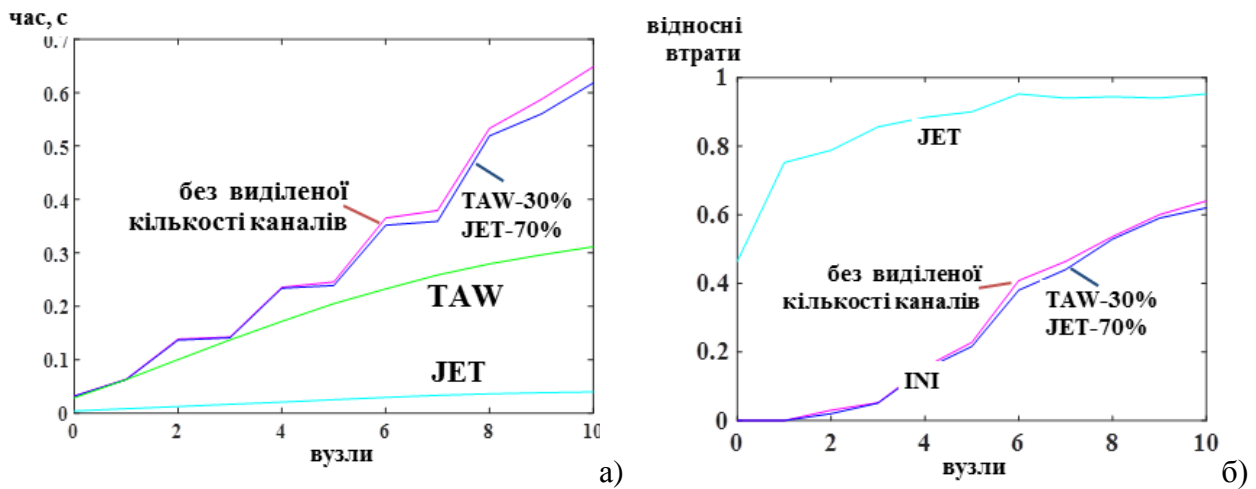 час, с
0.7
0.6
0.5
0.4
0.3
0.2
0.1
0
0 2 4 6 8 10
вузли
без виділеної
кількості каналів
TAW-30%
JET-70%
TAW
JET
а)
відносні
втрати
1
0.8
0.6
0.4
0.2
0
0 2 4 6 8 10
вузли
JET
без виділеної
кількості каналів
TAW-30%
JET-70%
INI
б)